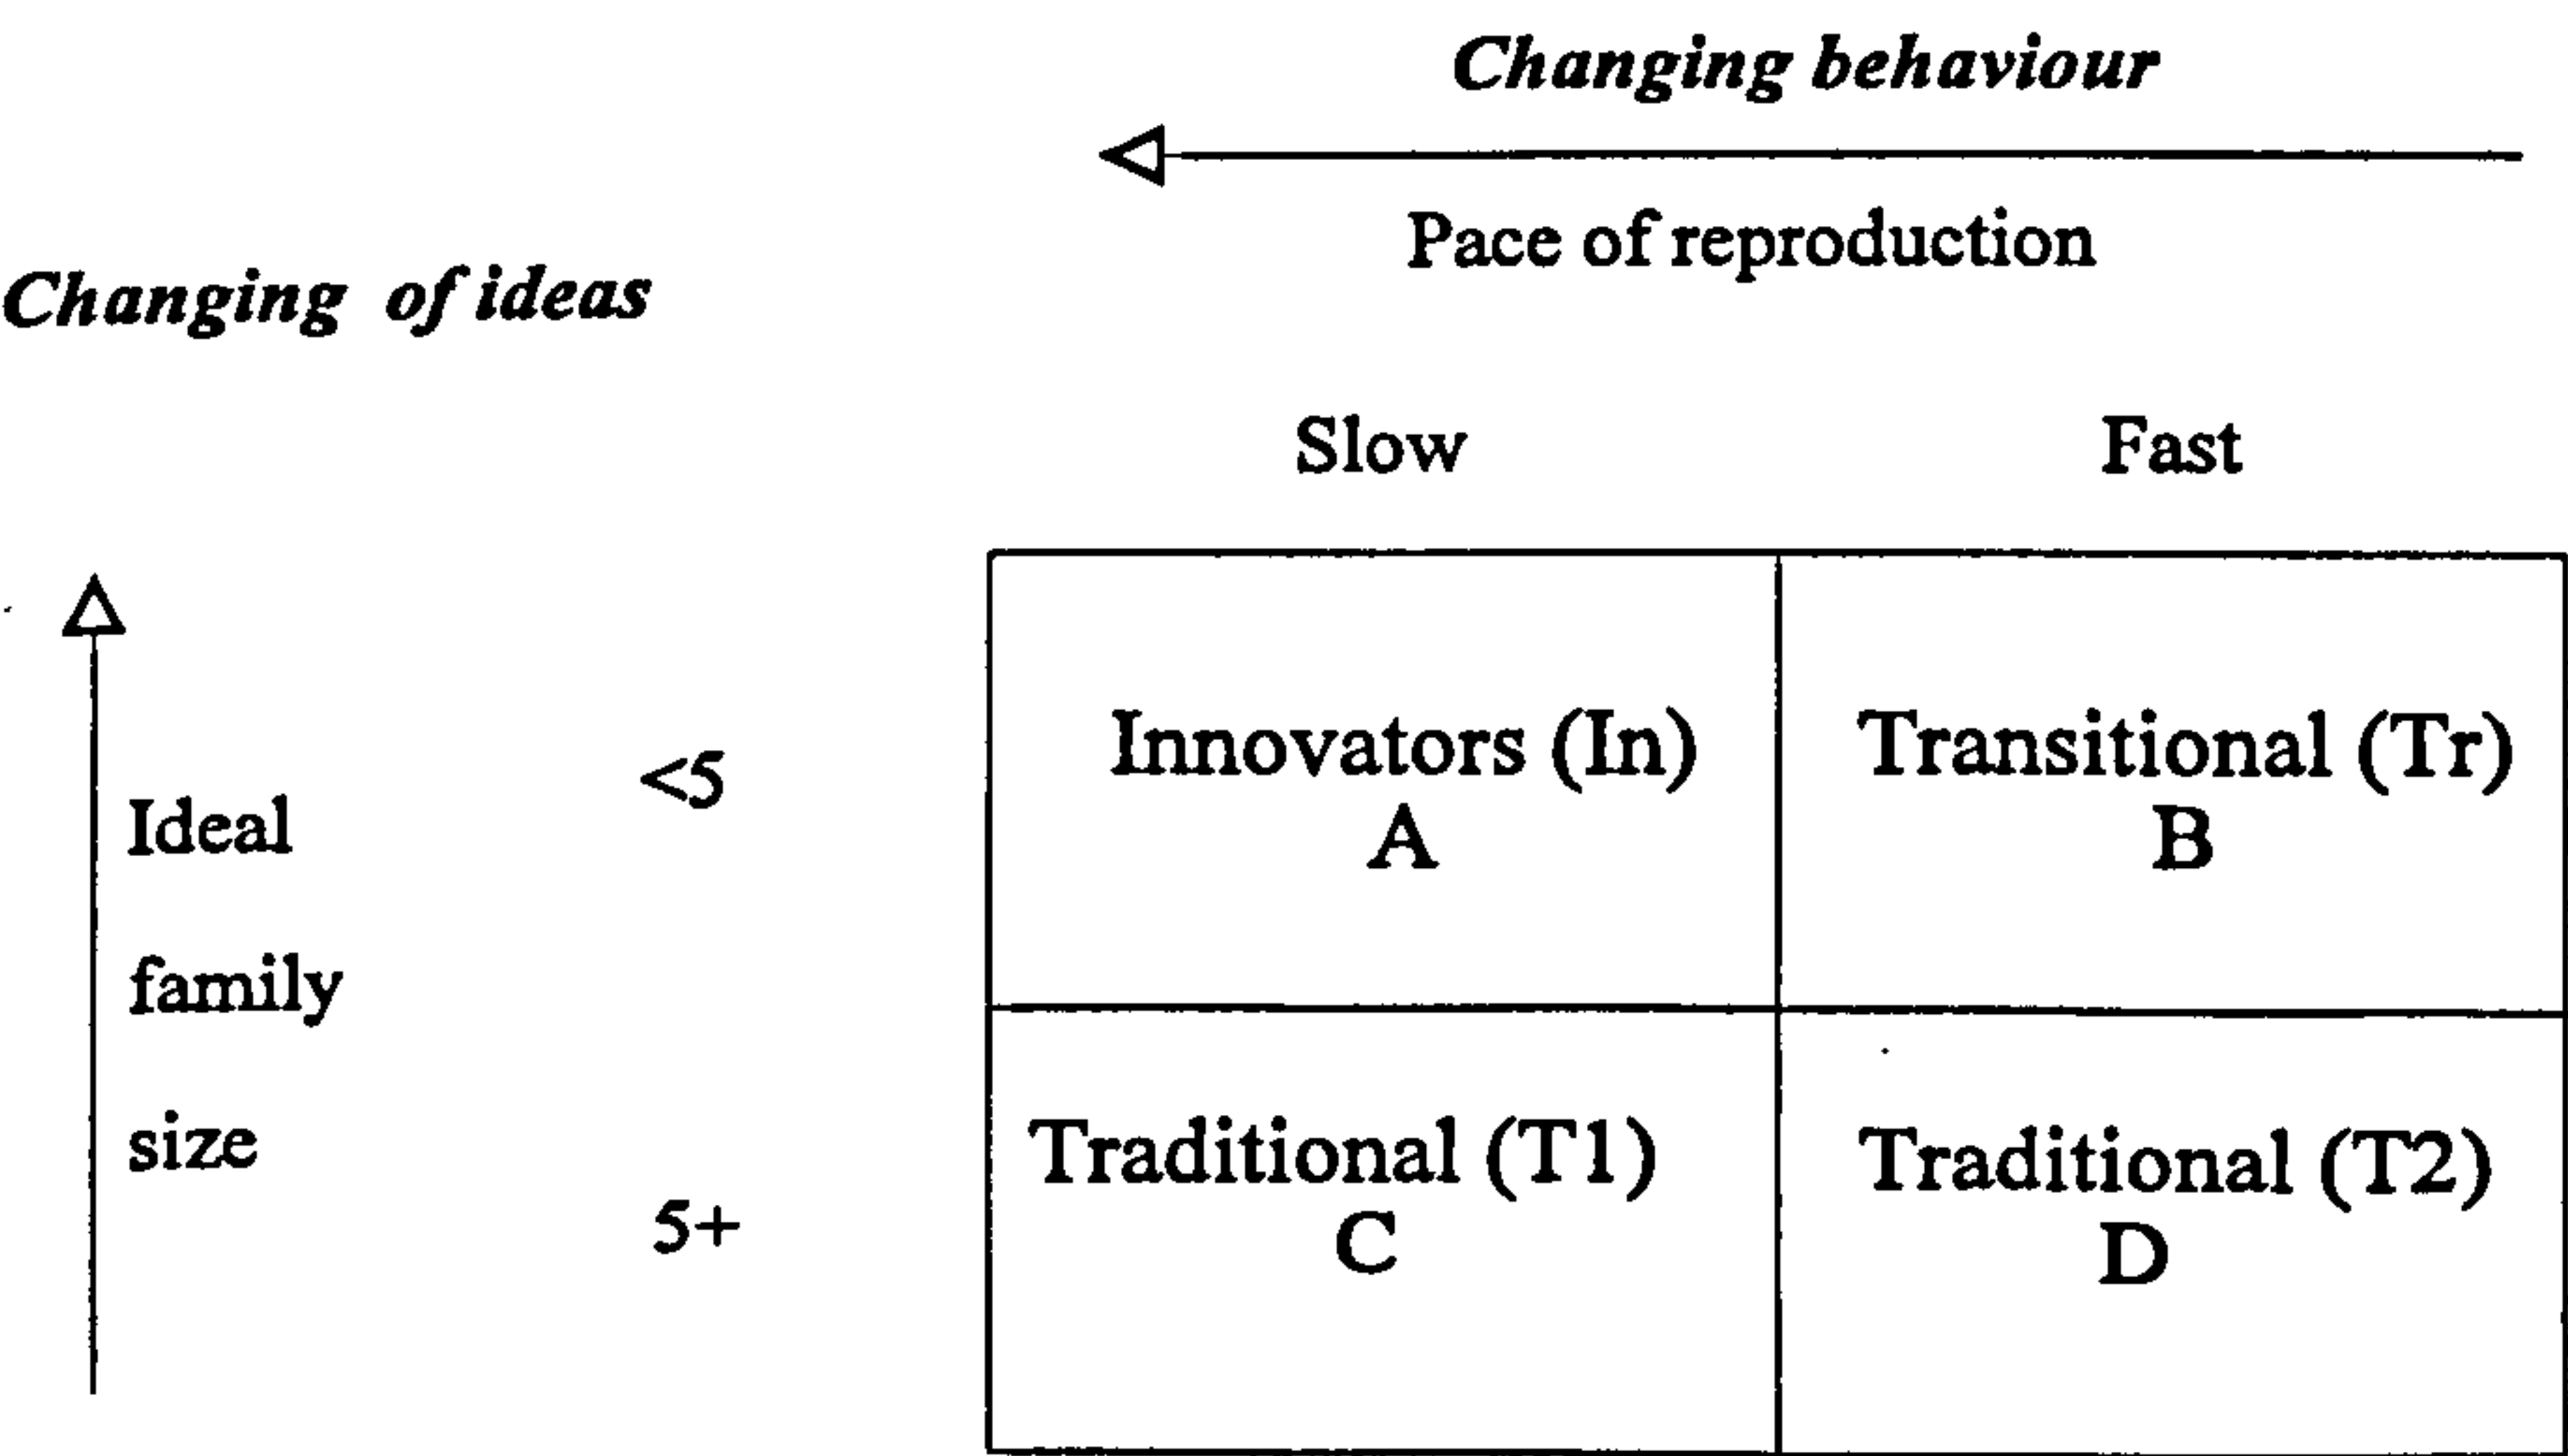 Changing behaviour
Pace of reproduction
Changing of ideas
Slow Fast
Ideal
family
size
<5
5+
Innovators (In)
A
Transitional (Tr)
B
Traditional (T1)
C
Traditional (T2)
D